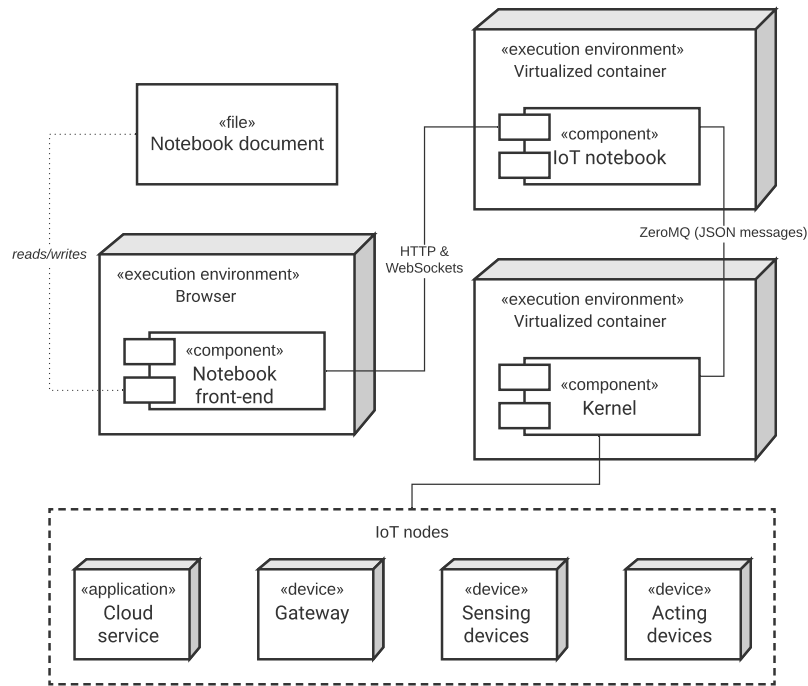 «execution environment»
Virtualized container
«component»
IoT notebook
«file»
Notebook document
reads/writes
HTTP &
WebSockets
ZeroMQ (JSON messages)
«execution environment»
Browser
«component»
Notebook
front-end
«execution environment»
Virtualized container
«component»
Kernel
IoT nodes
«application»
Cloud
service
«device»
Gateway
«device»
Sensing
devices
«device»
Acting
devices